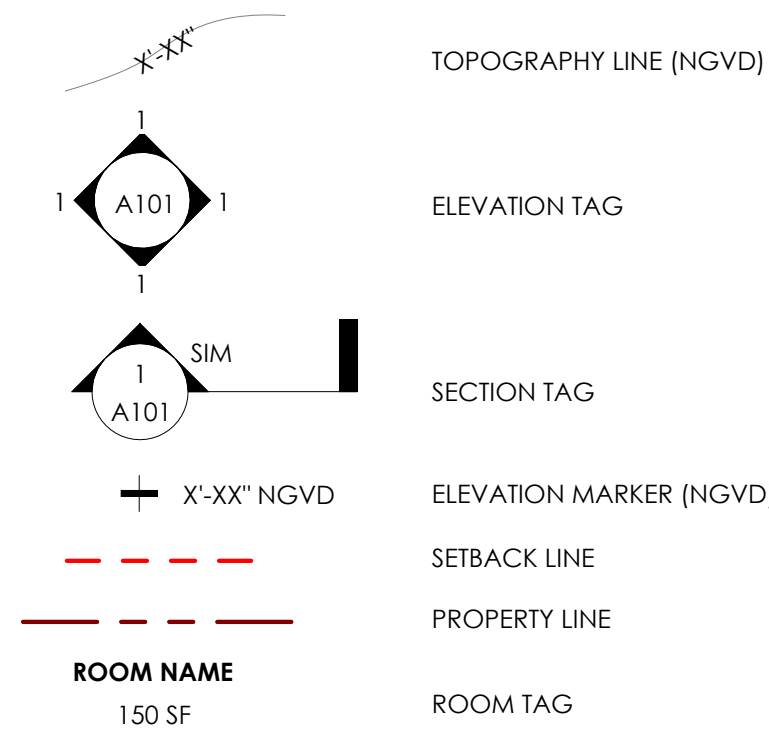 X'-XX" TOPOGRAPHY LINE (NGVD)
1
1 A101 1 ELEVATION TAG
1
SIM
1
A101 SECTION TAG
X'-XX" NGVD ELEVATION MARKER (NGVD)
SETBACK LINE
PROPERTY LINE
ROOM NAME
150 SF ROOM TAG